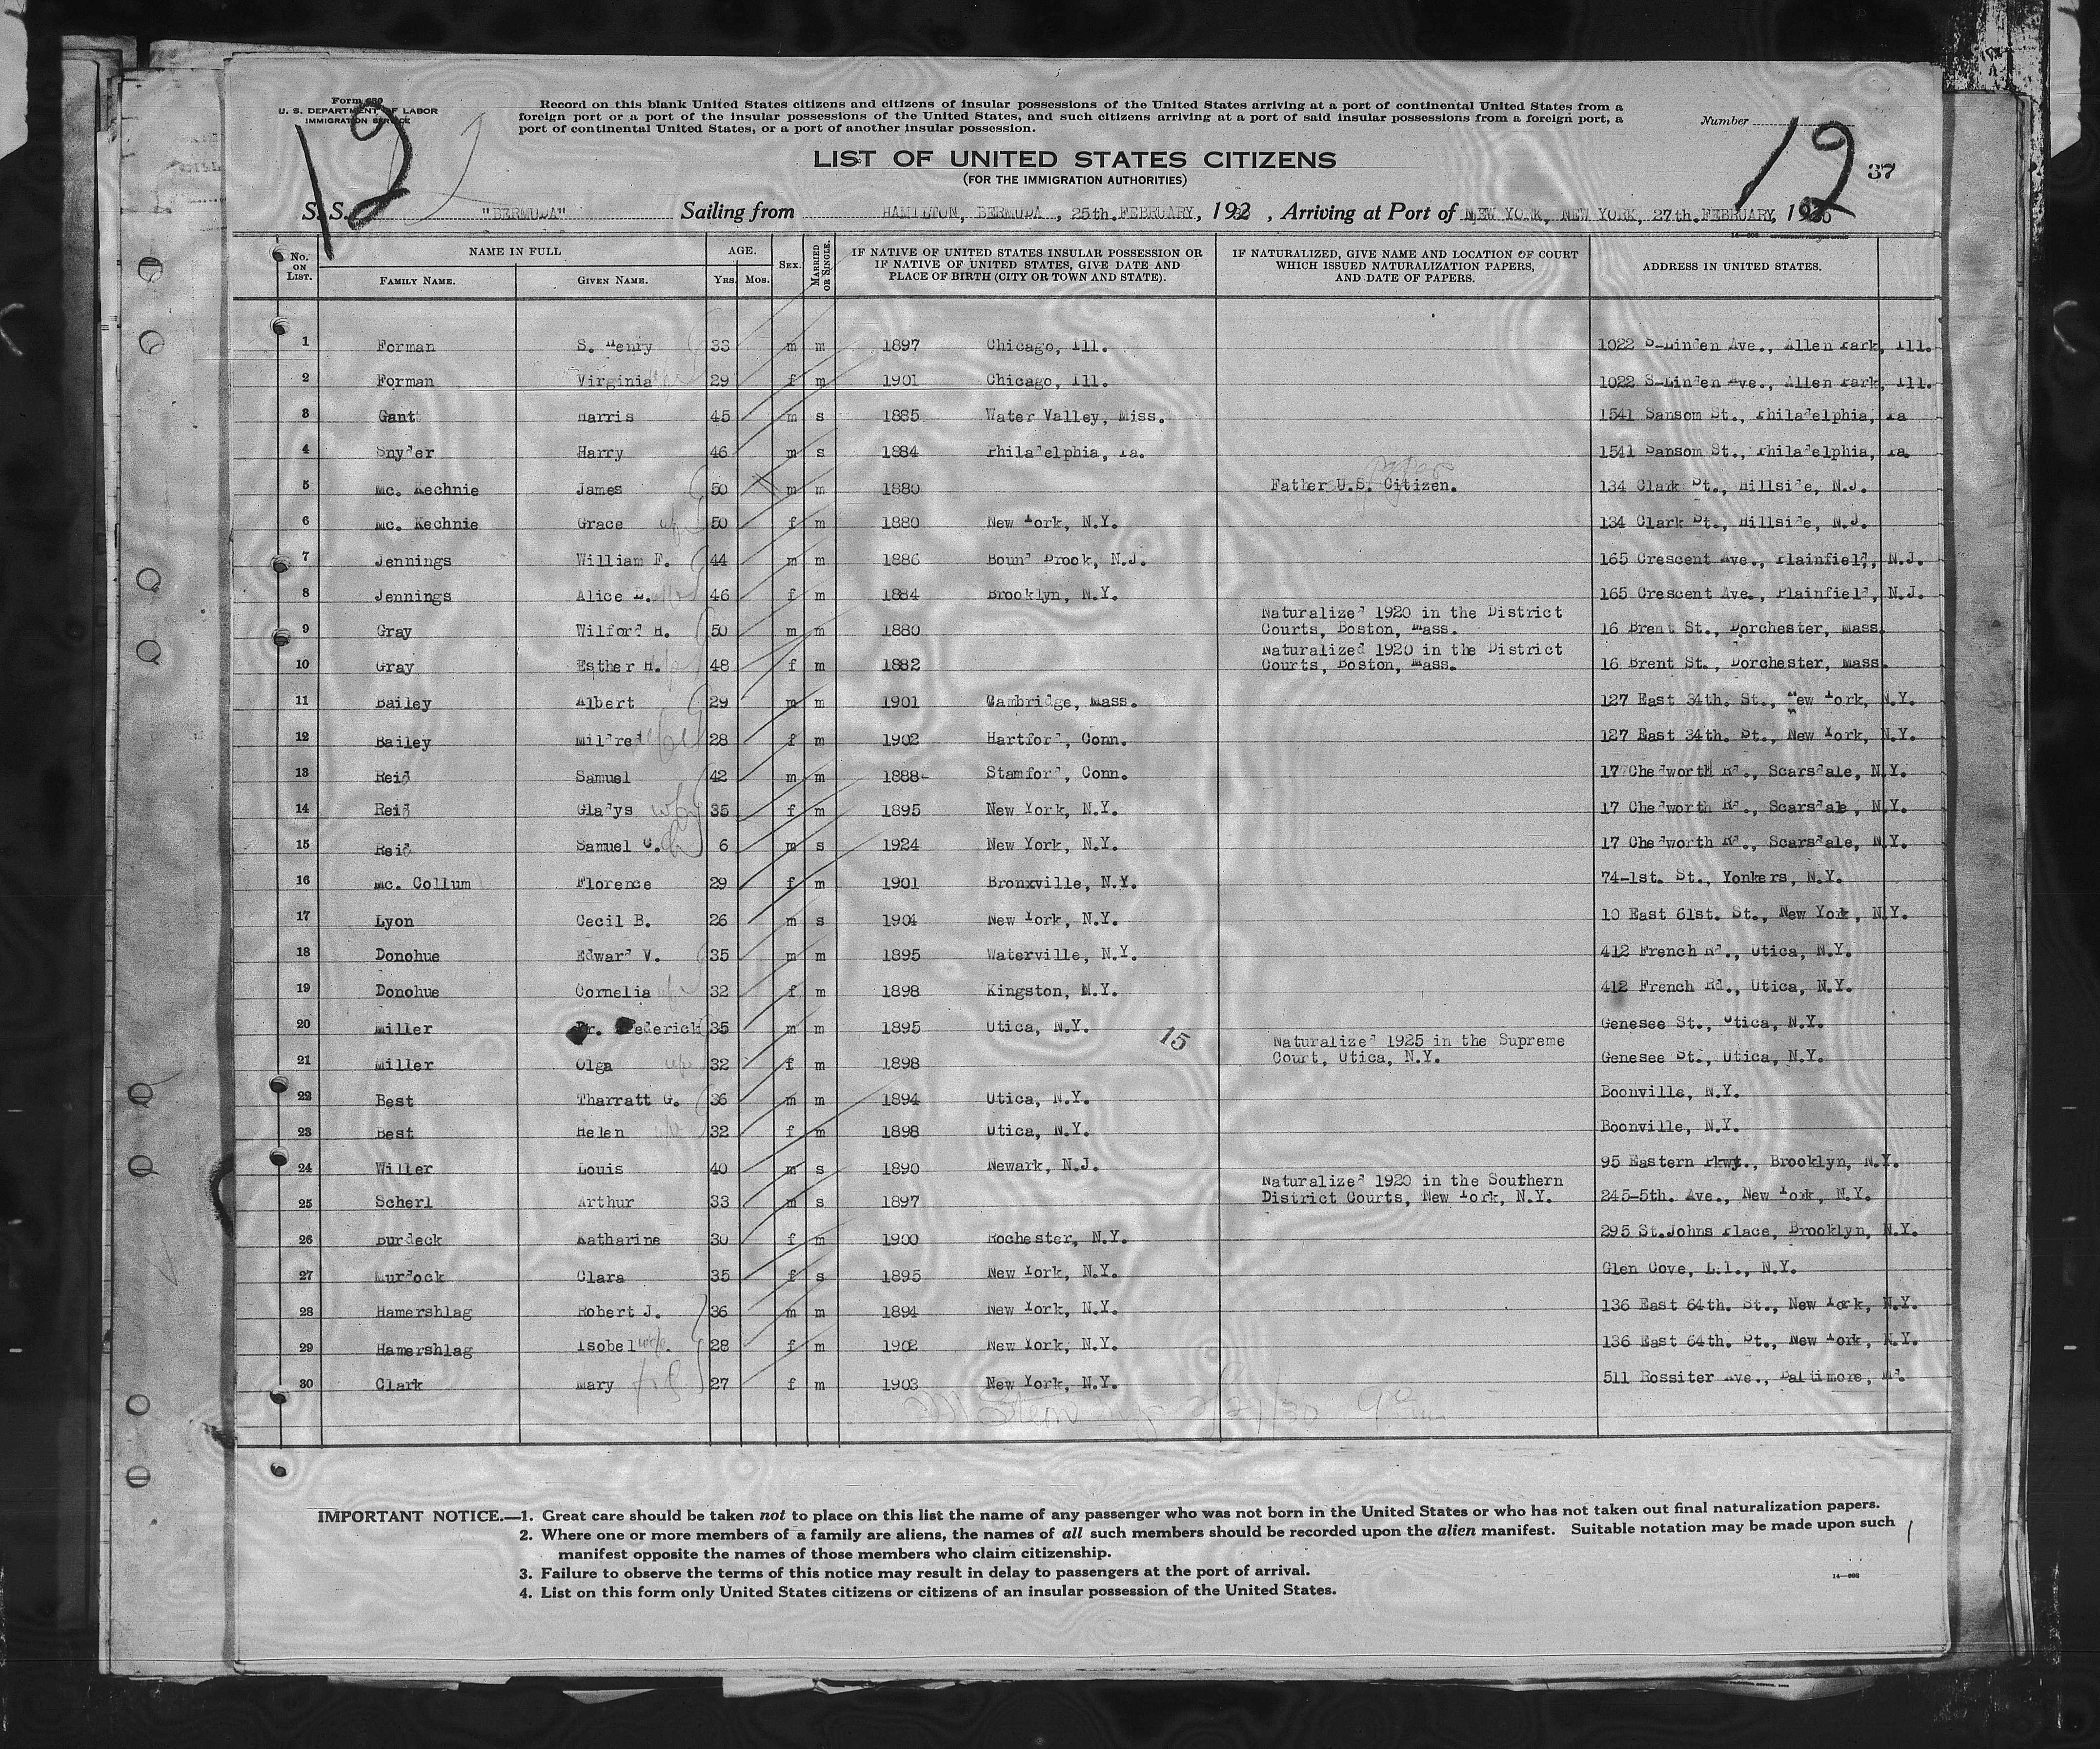 Form 630
U. S. DEPARTMENT OF LABOR
IMMIGRATION SERVICE
12
Record on this blank United States citizens and citizens of insular possessions of the United States arriving at a port of continental United States from a
foreign port or a port of the insular possessions of the United States, and such citizens arriving at a port of said insular possessions from a foreign port, a
port of continental United States, or a port of another insular possession.
Number
12
37
LIST OF UNITED STATES CITIZENS
(FOR THE IMMIGRATION AUTHORITIES)
S. S. "BERMUDA" Sailing from HAMILTON, BERMUDA, 25th. FEBRUARY, 192 , Arriving at Port of NEW YORK, NEW YORK, 27th. FEBRUARY, 1930
No. ON LIST. NAME IN FULL AGE. SEX. MARRIED OR SINGLE. IF NATIVE OF UNITED STATES INSULAR POSSESSION OR IF NATIVE OF UNITED STATES, GIVE DATE AND PLACE OF BIRTH (CITY OR TOWN AND STATE). IF NATURALIZED, GIVE NAME AND LOCATION OF COURT WHICH ISSUED NATURALIZATION PAPERS, AND DATE OF PAPERS. ADDRESS IN UNITED STATES.
FAMILY NAME. GIVEN NAME. YRS. MOS.
1 Forman S. Henry 33 m m 1897 Chicago, Ill. 1022 S-Linden Ave., Allen Park, Ill.
2 Forman Virginia 29 f m 1901 Chicago, Ill. 1022 S-Linden Ave., Allen Park, Ill.
3 Gant Harris 45 m s 1885 Water Valley, Miss. 1541 Sansom St., Philadelphia, Pa
4 Snyder Harry 46 m s 1884 Philadelphia, Pa. 1541 Sansom St., Philadelphia, Pa.
5 Mc. Kechnie James 50 m m 1880 Father U.S. Citizen. 134 Clark St., Hillside, N.J.
6 Mc. Kechnie Grace wife 50 f m 1880 New York, N.Y. 134 Clark St., Hillside, N.J.
7 Jennings William F. 44 m m 1886 Bound Brook, N.J. 165 Crescent Ave., Plainfield, N.J.
8 Jennings Alice 46 f m 1884 Brooklyn, N.Y. 165 Crescent Ave., Plainfield, N.J.
9 Gray Wilford H. 50 m m 1880 Naturalized 1920 in the District Courts, Boston, Mass. 16 Brent St., Dorchester, Mass.
10 Gray Esther H. 48 f m 1882 Naturalized 1920 in the District Courts, Boston, Mass. 16 Brent St., Dorchester, Mass.
11 Bailey Albert 29 m m 1901 Cambridge, Mass. 127 East 34th. St., New York, N.Y.
12 Bailey Mildred wife 28 f m 1902 Hartford, Conn. 127 East 34th. St., New York, N.Y.
13 Reid Samuel 42 m m 1888 Stamford, Conn. 17 Chedworth Rd., Scarsdale, N.Y.
14 Reid Gladys wife 35 f m 1895 New York, N.Y. 17 Chedworth Rd., Scarsdale, N.Y.
15 Reid Samuel C. 6 m s 1924 New York, N.Y. 17 Chedworth Rd., Scarsdale, N.Y.
16 Mc. Collum Florence 29 f m 1901 Bronxville, N.Y. 74-1st. St., Yonkers, N.Y.
17 Lyon Cecil B. 26 m s 1904 New York, N.Y. 10 East 61st. St., New York, N.Y.
18 Donohue Edward V. 35 m m 1895 Waterville, N.Y. 412 French Rd., Utica, N.Y.
19 Donohue Cornelia wife 32 f m 1898 Kingston, N.Y. 412 French Rd., Utica, N.Y.
20 Miller Dr. Frederick 35 m m 1895 Utica, N.Y. 15 Genesee St., Utica, N.Y.
21 Miller Olga wife 32 f m 1898 Naturalized 1925 in the Supreme Court, Utica, N.Y. Genesee St., Utica, N.Y.
22 Best Tharratt G. 36 m m 1894 Utica, N.Y. Boonville, N.Y.
23 Best Helen wife 32 f m 1898 Utica, N.Y. Boonville, N.Y.
24 Willer Louis 40 m s 1890 Newark, N.J. 95 Eastern Pkwy., Brooklyn, N.Y.
25 Scherl Arthur 33 m s 1897 Naturalized 1920 in the Southern District Courts, New York, N.Y. 245-5th. Ave., New York, N.Y.
26 Burdeck Katharine 30 f m 1900 Rochester, N.Y. 295 St.Johns Place, Brooklyn, N.Y.
27 Murdock Clara 35 f s 1895 New York, N.Y. Glen Cove, L.I., N.Y.
28 Hamershlag Robert J. 36 m m 1894 New York, N.Y. 136 East 64th. St., New York, N.Y.
29 Hamershlag Isobel wife 28 f m 1902 New York, N.Y. 136 East 64th. St., New York, N.Y.
30 Clark Mary 27 f m 1903 New York, N.Y. 511 Rossiter Ave., Baltimore, Md.
2/27/30
IMPORTANT NOTICE.—1. Great care should be taken not to place on this list the name of any passenger who was not born in the United States or who has not taken out final naturalization papers.
2. Where one or more members of a family are aliens, the names of all such members should be recorded upon the alien manifest. Suitable notation may be made upon such
manifest opposite the names of those members who claim citizenship.
3. Failure to observe the terms of this notice may result in delay to passengers at the port of arrival.
4. List on this form only United States citizens or citizens of an insular possession of the United States.